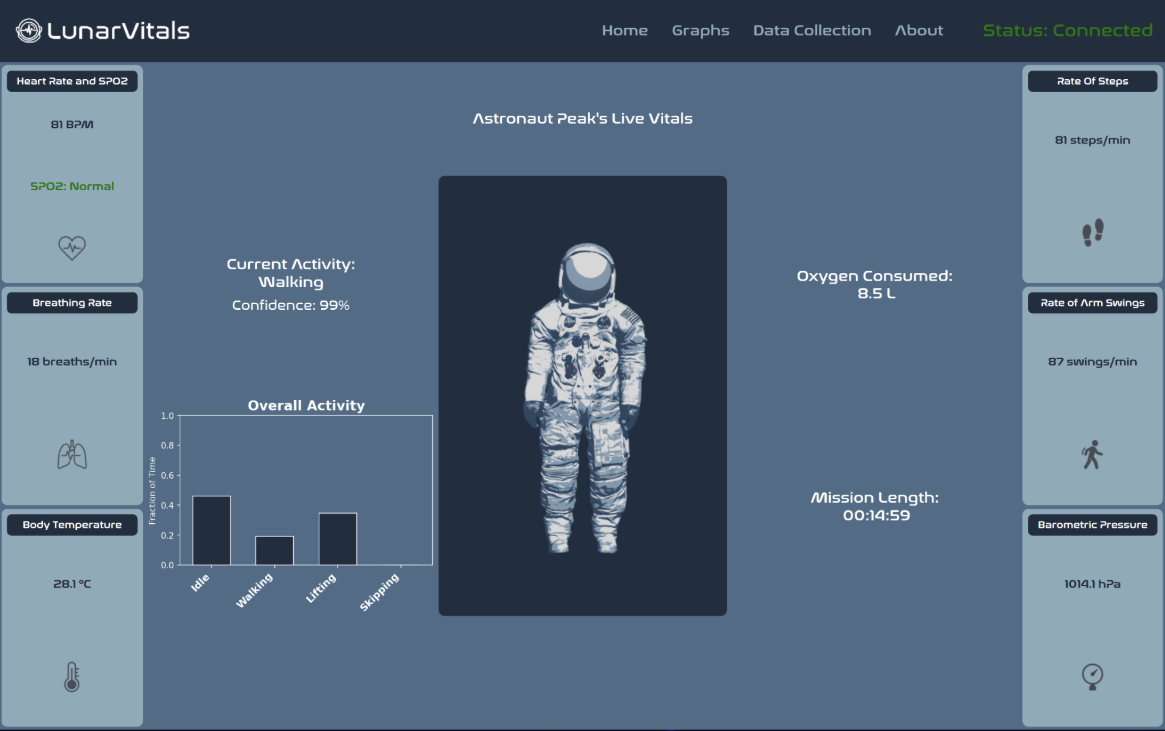 LunarVitals
Home
Graphs
Data Collection
About
Status: Connected
Heart Rate and SPO2
81 BPM
SPO2: Normal
Breathing Rate
18 breaths/min
Body Temperature
28.1 °C
Astronaut Peak's Live Vitals
Current Activity:
Walking
Confidence: 99%
Overall Activity
Fraction of Time
1.0
0.8
0.6
0.4
0.2
0.0
Idle
Walking
Lifting
Skipping
Oxygen Consumed:
8.5 L
Mission Length:
00:14:59
Rate Of Steps
81 steps/min
Rate of Arm Swings
87 swings/min
Barometric Pressure
1014.1 hPa